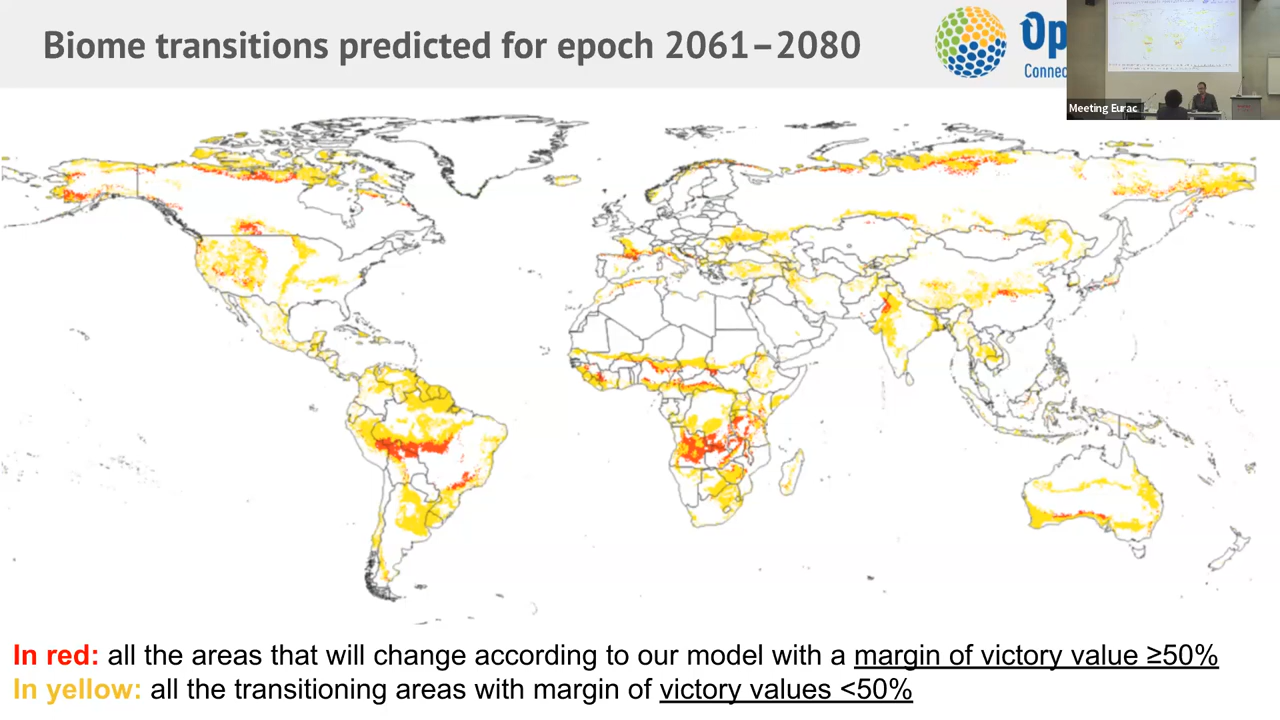 Biome transitions predicted for epoch 2061–2080
Op
Connec
Meeting Eurac
In red: all the areas that will change according to our model with a margin of victory value ≥50%
In yellow: all the transitioning areas with margin of victory values <50%